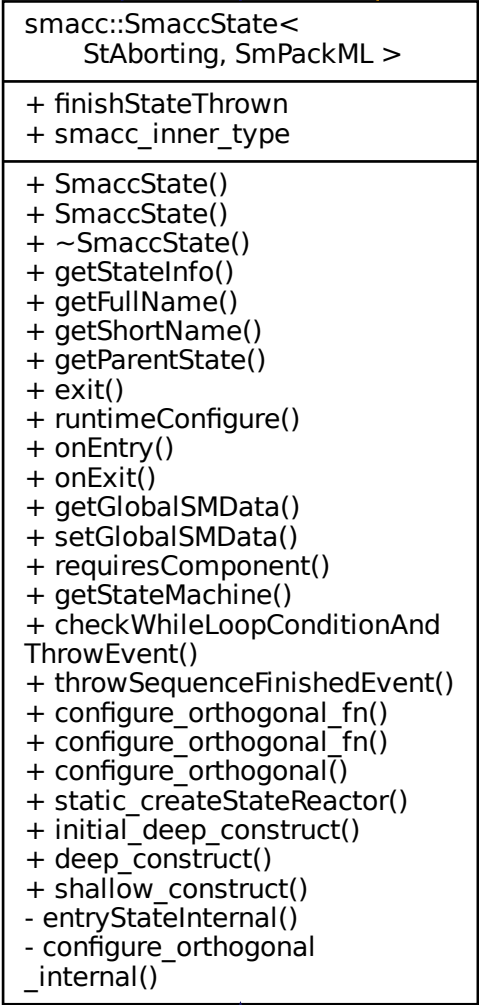 smacc::SmaccState<
StAborting, SmPackML >
+ finishStateThrown
+ smacc_inner_type
+ SmaccState()
+ SmaccState()
+ ~SmaccState()
+ getStateInfo()
+ getFullName()
+ getShortName()
+ getParentState()
+ exit()
+ runtimeConfigure()
+ onEntry()
+ onExit()
+ getGlobalSMData()
+ setGlobalSMData()
+ requiresComponent()
+ getStateMachine()
+ checkWhileLoopConditionAnd
ThrowEvent()
+ throwSequenceFinishedEvent()
+ configure_orthogonal_fn()
+ configure_orthogonal_fn()
+ configure_orthogonal()
+ static_createStateReactor()
+ initial_deep_construct()
+ deep_construct()
+ shallow_construct()
- entryStateInternal()
- configure_orthogonal
_internal()